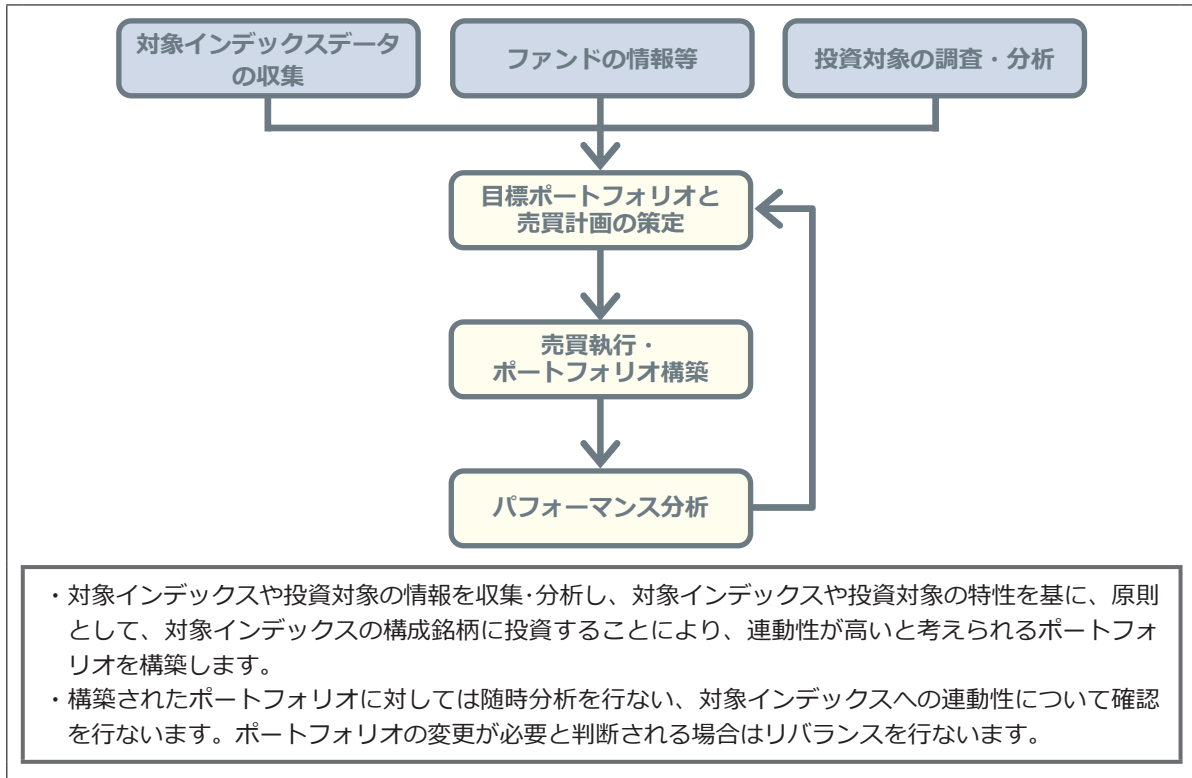 対象インデックスデータ
の収集
ファンドの情報等
投資対象の調査・分析
目標ポートフォリオと
売買計画の策定
売買執行・
ポートフォリオ構築
パフォーマンス分析
・対象インデックスや投資対象の情報を収集･分析し、対象インデックスや投資対象の特性を基に、原則
として、対象インデックスの構成銘柄に投資することにより、連動性が高いと考えられるポートフォ
リオを構築します。
・構築されたポートフォリオに対しては随時分析を行ない、対象インデックスへの連動性について確認
を行ないます。ポートフォリオの変更が必要と判断される場合はリバランスを行ないます。